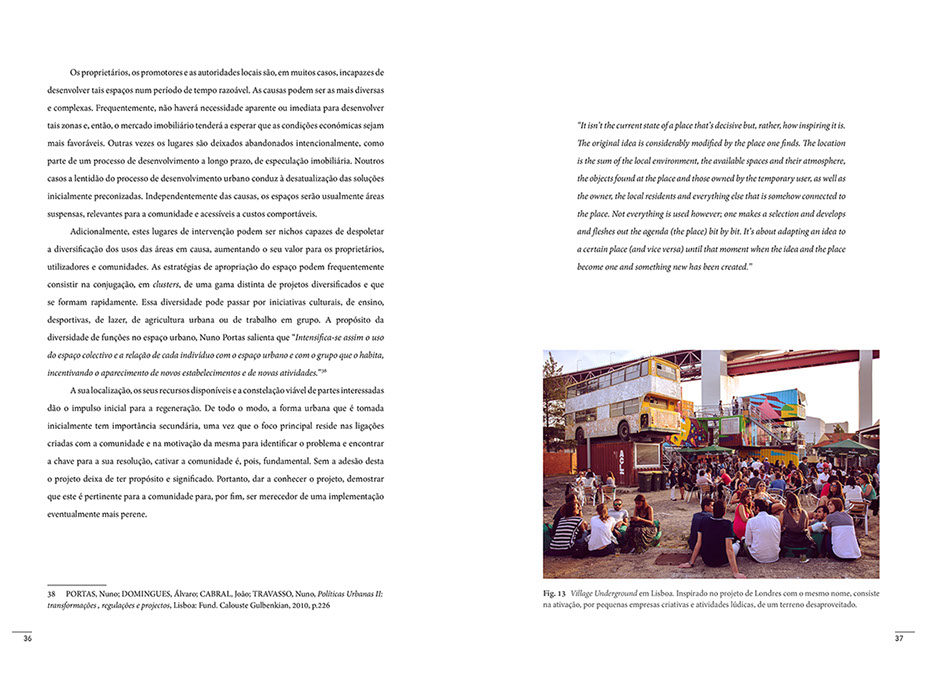 Os proprietários, os promotores e as autoridades locais são, em muitos casos, incapazes de
desenvolver tais espaços num período de tempo razoável. As causas podem ser as mais diversas
e complexas. Frequentemente, não haverá necessidade aparente ou imediata para desenvolver
tais zonas e, então, o mercado imobiliário tenderá a esperar que as condições económicas sejam
mais favoráveis. Outras vezes os lugares são deixados abandonados intencionalmente, como
parte de um processo de desenvolvimento a longo prazo, de especulação imobiliária. Noutros
casos a lentidão do processo de desenvolvimento urbano conduz à desatualização das soluções
inicialmente preconizadas. Independentemente das causas, os espaços serão usualmente áreas
suspensas, relevantes para a comunidade e acessíveis a custos comportáveis.
Adicionalmente, estes lugares de intervenção podem ser nichos capazes de despoletar
a diversificação dos usos das áreas em causa, aumentando o seu valor para os proprietários,
utilizadores e comunidades. As estratégias de apropriação do espaço podem frequentemente
consistir na conjugação, em clusters, de uma gama distinta de projetos diversificados e que
se formam rapidamente. Essa diversidade pode passar por iniciativas culturais, de ensino,
desportivas, de lazer, de agricultura urbana ou de trabalho em grupo. A propósito da
diversidade de funções no espaço urbano, Nuno Portas salienta que “Intensifica-se assim o uso
do espaço colectivo e a relação de cada indivíduo com o espaço urbano e com o grupo que o habita,
incentivando o aparecimento de novos estabelecimentos e de novas atividades.”³⁸
A sua localização, os seus recursos disponíveis e a constelação viável de partes interessadas
dão o impulso inicial para a regeneração. De todo o modo, a forma urbana que é tomada
inicialmente tem importância secundária, uma vez que o foco principal reside nas ligações
criadas com a comunidade e na motivação da mesma para identificar o problema e encontrar
a chave para a sua resolução, cativar a comunidade é, pois, fundamental. Sem a adesão desta
o projeto deixa de ter propósito e significado. Portanto, dar a conhecer o projeto, demostrar
que este é pertinente para a comunidade para, por fim, ser merecedor de uma implementação
eventualmente mais perene.
38 PORTAS, Nuno; DOMINGUES, Álvaro; CABRAL, João; TRAVASSO, Nuno, Políticas Urbanas II:
transformações , regulações e projectos, Lisboa: Fund. Calouste Gulbenkian, 2010, p.226
36
“It isn’t the current state of a place that’s decisive but, rather, how inspiring it is.
The original idea is considerably modified by the place one finds. The location
is the sum of the local environment, the available spaces and their atmosphere,
the objects found at the place and those owned by the temporary user, as well as
the owner, the local residents and everything else that is somehow connected to
the place. Not everything is used however; one makes a selection and develops
and fleshes out the agenda (the place) bit by bit. It’s about adapting an idea to
a certain place (and vice versa) until that moment when the idea and the place
become one and something new has been created.“
Fig. 13 Village Underground em Lisboa. Inspirado no projeto de Londres com o mesmo nome, consiste
na ativação, por pequenas empresas criativas e atividades lúdicas, de um terreno desaproveitado.
37